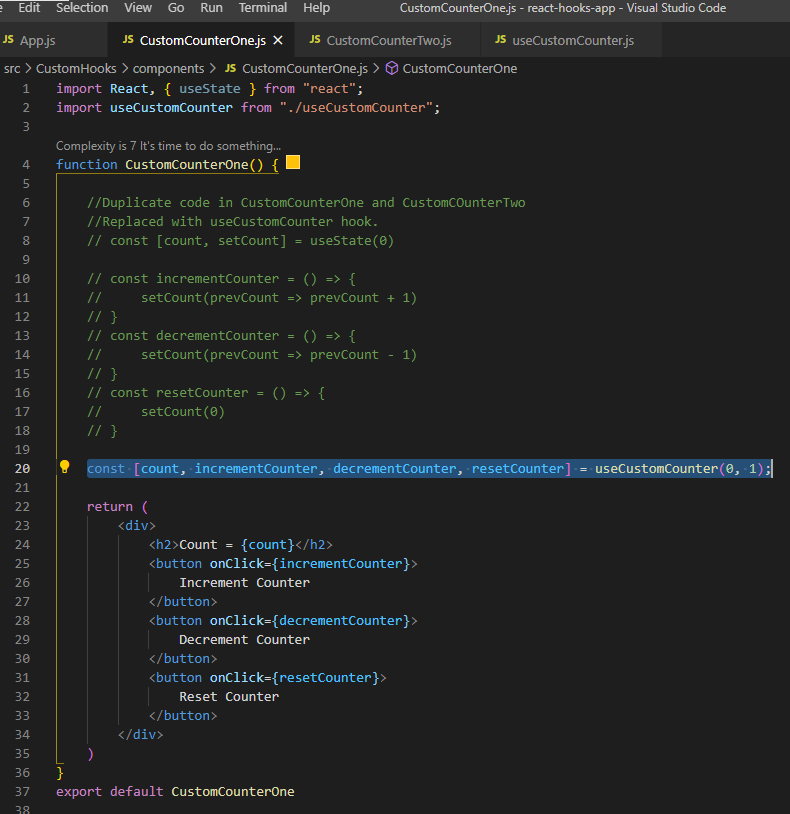 Edit Selection View Go Run Terminal Help CustomCounterOne.js - react-hooks-app - Visual Studio Code
JS App.js JS CustomCounterOne.js × JS CustomCounterTwo.js JS useCustomCounter.js
src > CustomHooks > components > JS CustomCounterOne.js > CustomCounterOne
1 import React, { useState } from "react";
2 import useCustomCounter from "./useCustomCounter";
3
Complexity is 7 It's time to do something...
4 function CustomCounterOne() {
5
6 //Duplicate code in CustomCounterOne and CustomCOunterTwo
7 //Replaced with useCustomCounter hook.
8 // const [count, setCount] = useState(0)
9
10 // const incrementCounter = () => {
11 //     setCount(prevCount => prevCount + 1)
12 // }
13 // const decrementCounter = () => {
14 //     setCount(prevCount => prevCount - 1)
15 // }
16 // const resetCounter = () => {
17 //     setCount(0)
18 // }
19
20 const [count, incrementCounter, decrementCounter, resetCounter] = useCustomCounter(0, 1);
21
22 return (
23 <div>
24 <h2>Count = {count}</h2>
25 <button onClick={incrementCounter}>
26 Increment Counter
27 </button>
28 <button onClick={decrementCounter}>
29 Decrement Counter
30 </button>
31 <button onClick={resetCounter}>
32 Reset Counter
33 </button>
34 </div>
35 )
36 }
37 export default CustomCounterOne
38